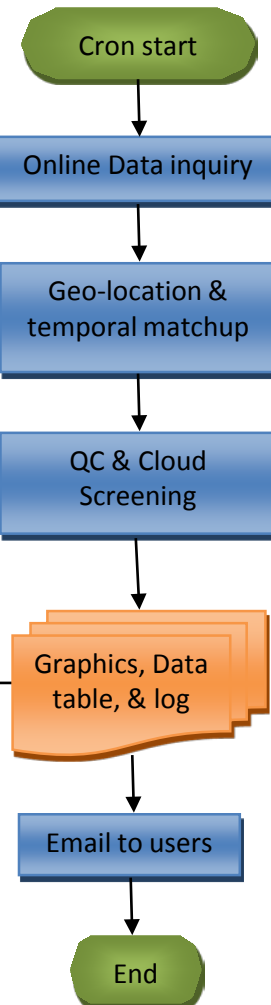 Cron start
Online Data inquiry
Geo-location &
temporal matchup
QC & Cloud
Screening
Graphics, Data
table, & log
Email to users
End